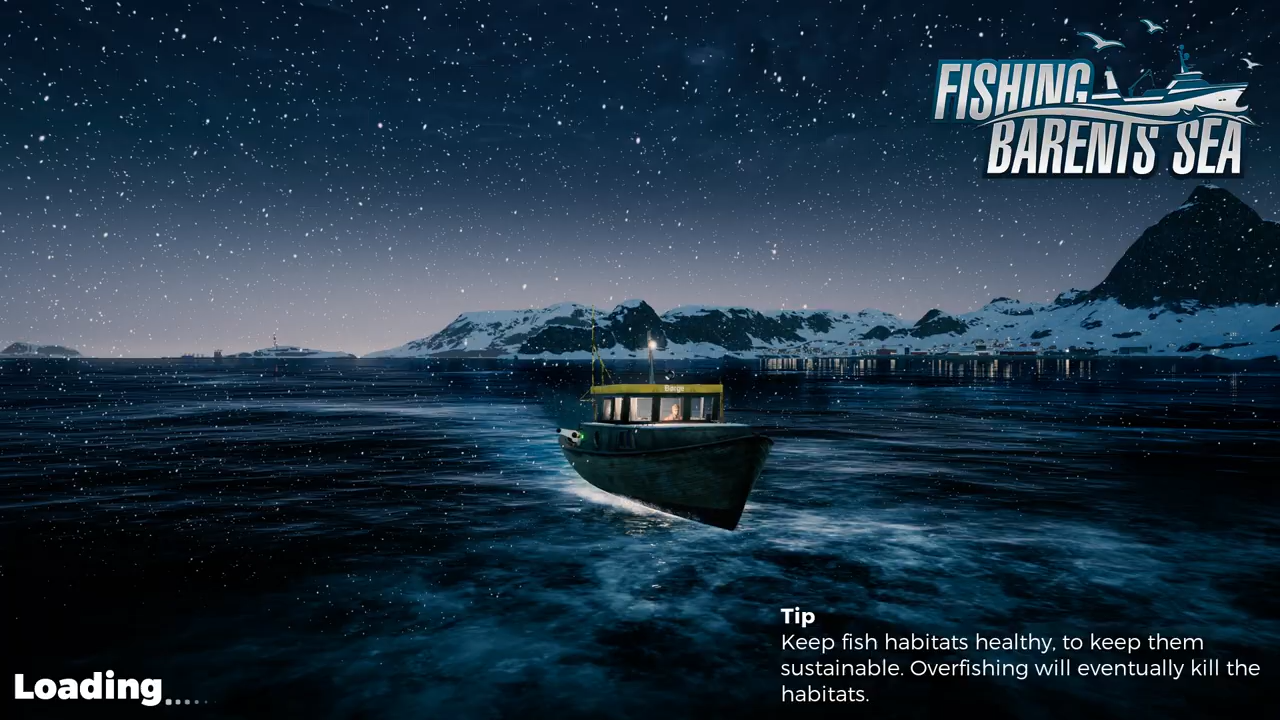 FISHING
BARENTS SEA
Børge
Tip
Keep fish habitats healthy, to keep them
sustainable. Overfishing will eventually kill the
habitats.
Loading.....